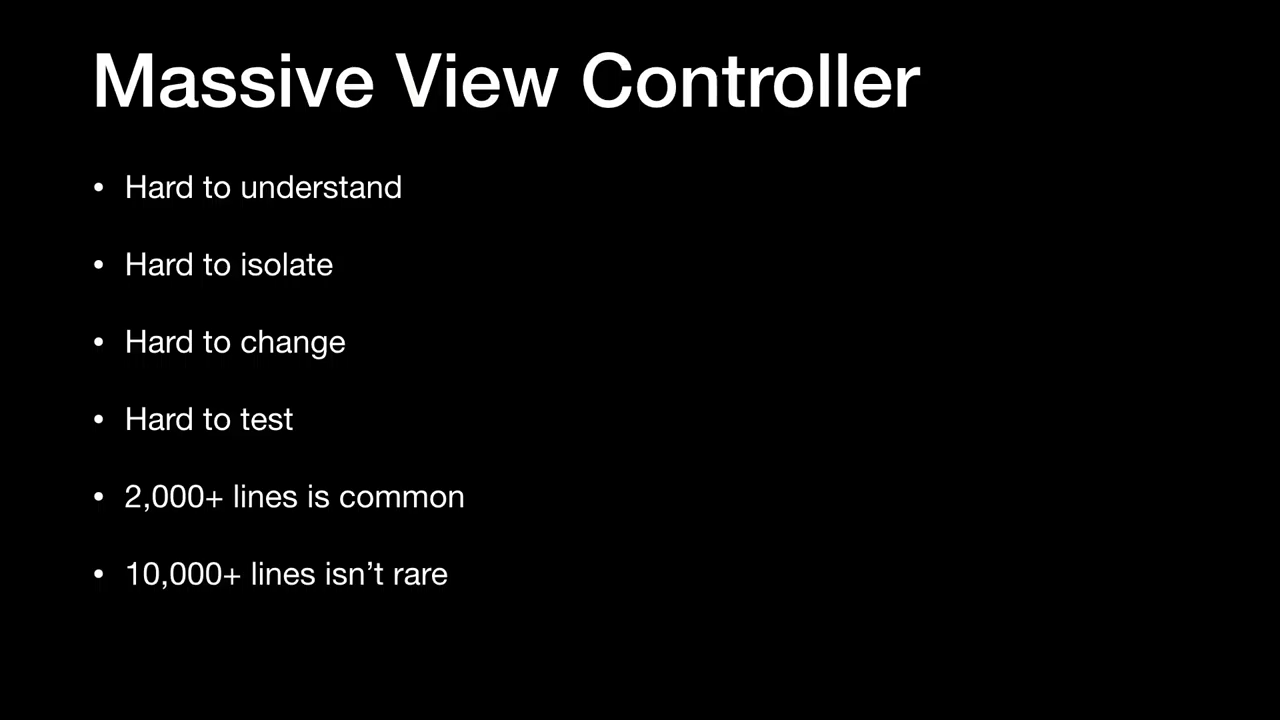 Massive View Controller
• Hard to understand
• Hard to isolate
• Hard to change
• Hard to test
• 2,000+ lines is common
• 10,000+ lines isn’t rare